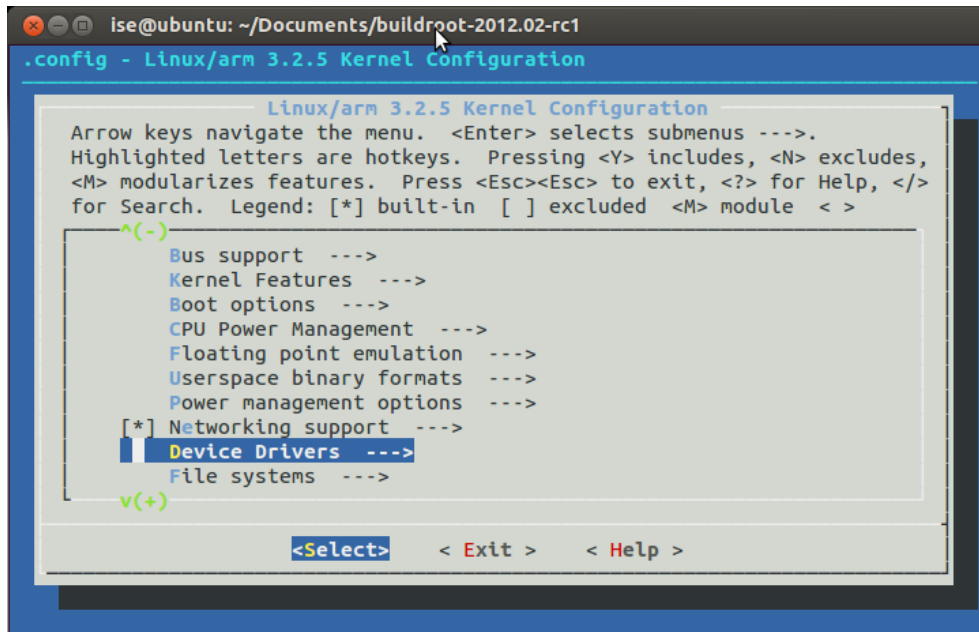 ise@ubuntu: ~/Documents/buildroot-2012.02-rc1
.config - Linux/arm 3.2.5 Kernel Configuration
Linux/arm 3.2.5 Kernel Configuration
Arrow keys navigate the menu.  <Enter> selects submenus --->.
Highlighted letters are hotkeys.  Pressing <Y> includes, <N> excludes,
<M> modularizes features.  Press <Esc><Esc> to exit, <?> for Help, </>
for Search.  Legend: [*] built-in  [ ] excluded  <M> module  < >
^(-)
Bus support  --->
Kernel Features  --->
Boot options  --->
CPU Power Management  --->
Floating point emulation  --->
Userspace binary formats  --->
Power management options  --->
[*] Networking support  --->
Device Drivers  --->
File systems  --->
v(+)
<Select>    < Exit >    < Help >